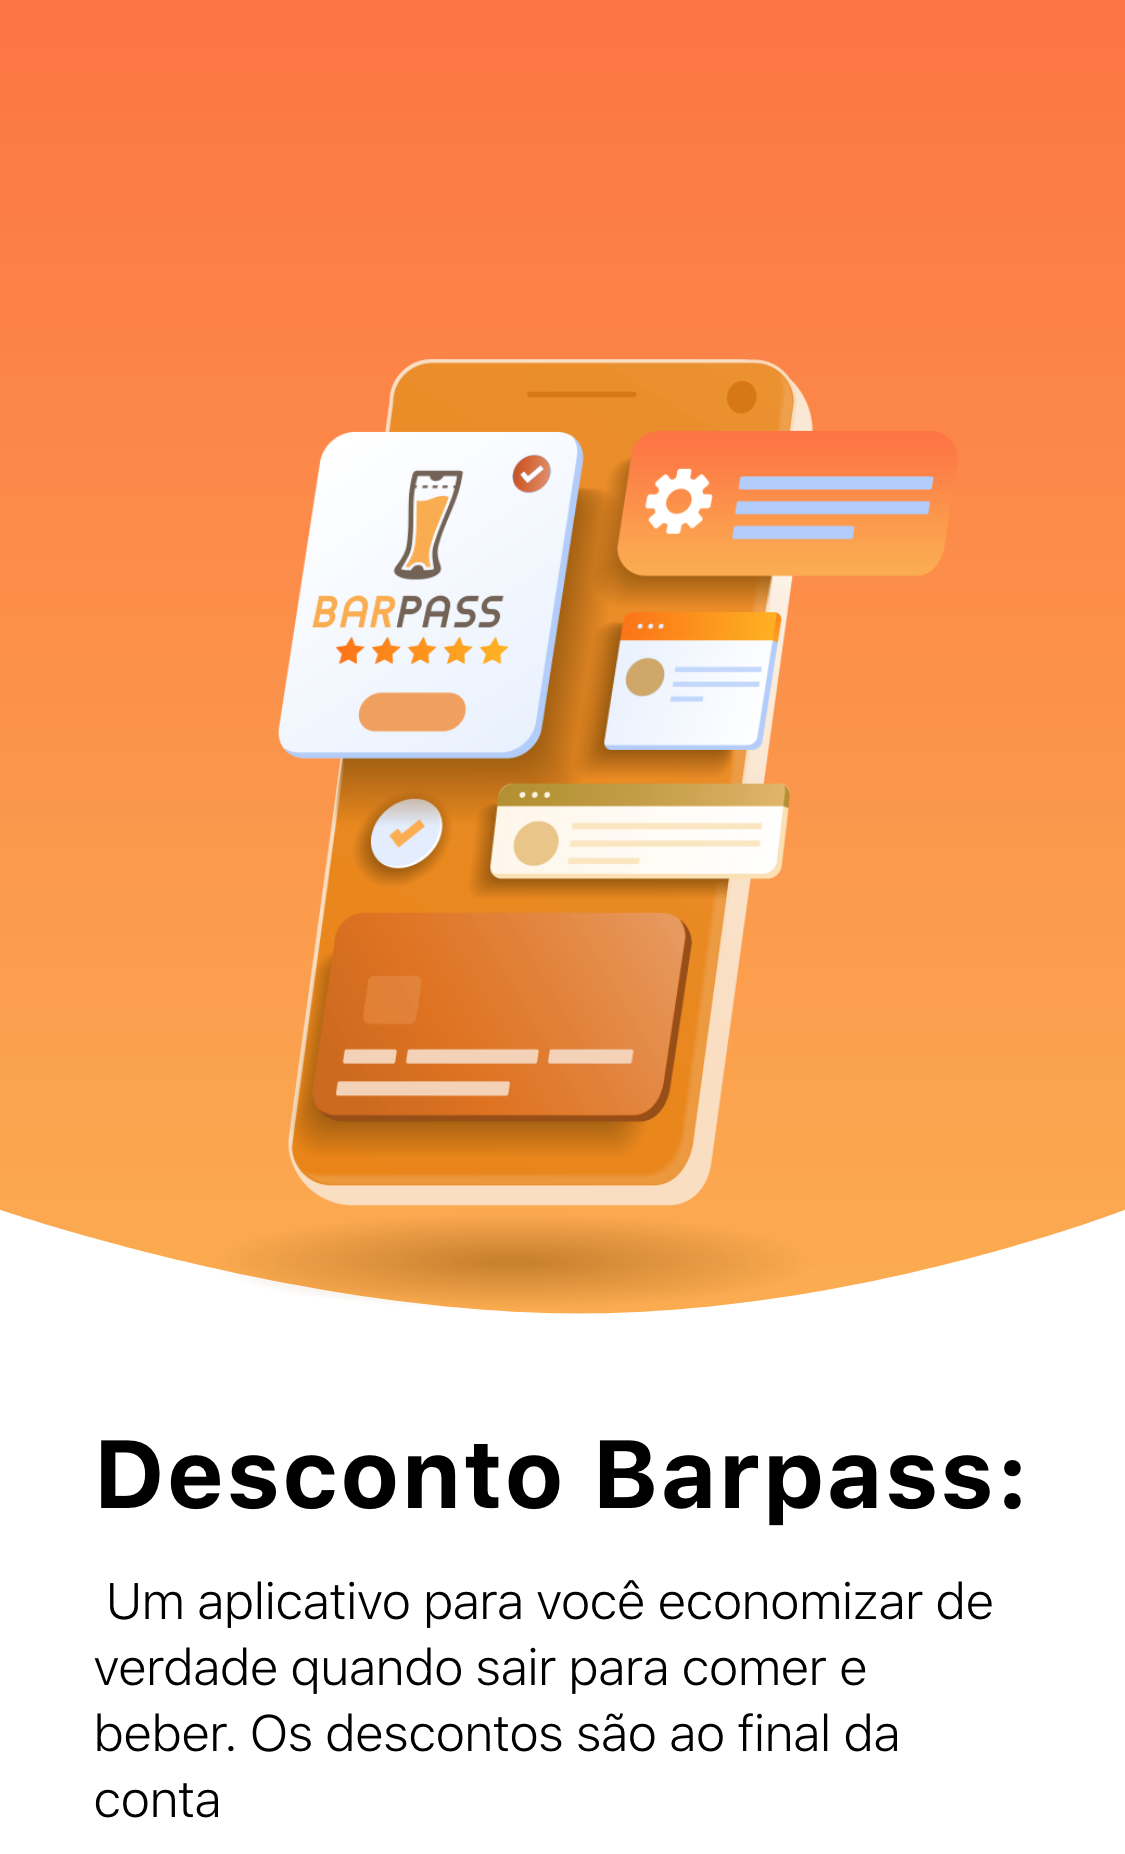 BARPASS
Desconto Barpass:
Um aplicativo para você economizar de
verdade quando sair para comer e
beber. Os descontos são ao final da
conta